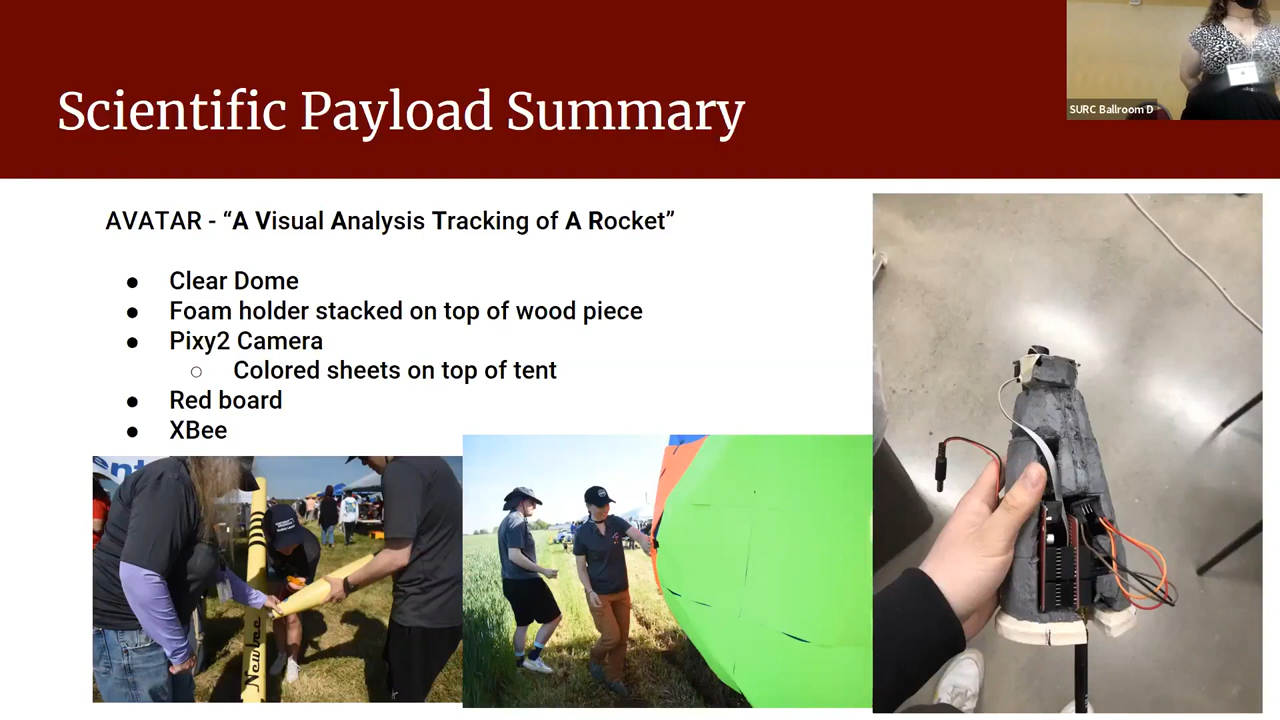 Scientific Payload Summary
SURC Ballroom D
AVATAR - “A Visual Analysis Tracking of A Rocket”
● Clear Dome
● Foam holder stacked on top of wood piece
● Pixy2 Camera
○ Colored sheets on top of tent
● Red board
● XBee
Newtree